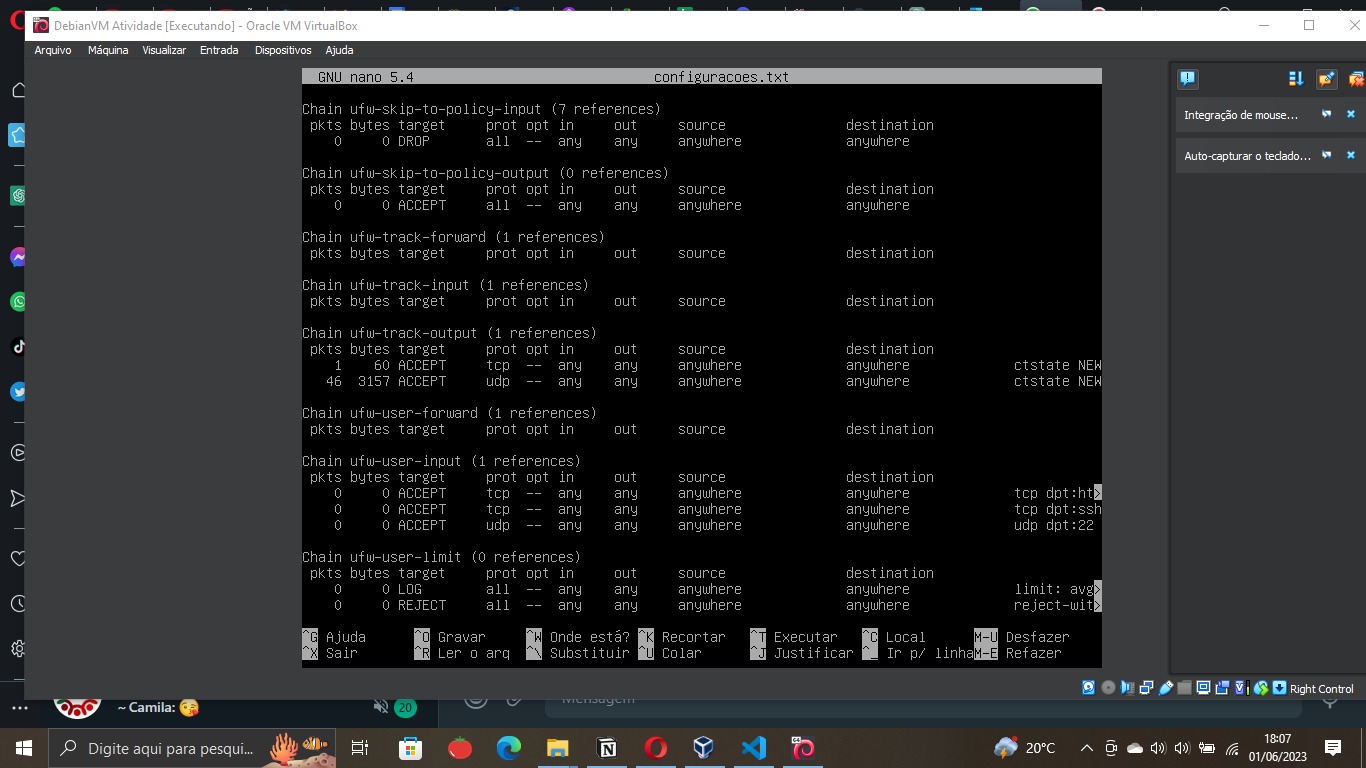 DebianVM Atividade [Executando] - Oracle VM VirtualBox
Arquivo Máquina Visualizar Entrada Dispositivos Ajuda
GNU nano 5.4 configuracoes.txt
Chain ufw-skip-to-policy-input (7 references)
pkts bytes target prot opt in out source destination
0 0 DROP all -- any any anywhere anywhere
Chain ufw-skip-to-policy-output (0 references)
pkts bytes target prot opt in out source destination
0 0 ACCEPT all -- any any anywhere anywhere
Chain ufw-track-forward (1 references)
pkts bytes target prot opt in out source destination
Chain ufw-track-input (1 references)
pkts bytes target prot opt in out source destination
Chain ufw-track-output (1 references)
pkts bytes target prot opt in out source destination
1 60 ACCEPT tcp -- any any anywhere anywhere ctstate NEW
46 3157 ACCEPT udp -- any any anywhere anywhere ctstate NEW
Chain ufw-user-forward (1 references)
pkts bytes target prot opt in out source destination
Chain ufw-user-input (1 references)
pkts bytes target prot opt in out source destination
0 0 ACCEPT tcp -- any any anywhere anywhere tcp dpt:ht>
0 0 ACCEPT tcp -- any any anywhere anywhere tcp dpt:ssh
0 0 ACCEPT udp -- any any anywhere anywhere udp dpt:22
Chain ufw-user-limit (0 references)
pkts bytes target prot opt in out source destination
0 0 LOG all -- any any anywhere anywhere limit: avg>
0 0 REJECT all -- any any anywhere anywhere reject-wit>
^G Ajuda ^O Gravar ^W Onde está? ^K Recortar ^T Executar ^C Local M-U Desfazer
^X Sair ^R Ler o arq ^\ Substituir ^U Colar ^J Justificar ^_ Ir p/ linha M-E Refazer
Integração de mouse...
Auto-capturar o teclado...
Right Control
~ Camila: 😘 20
Mensagem
Digite aqui para pesqui...
20°C
18:07
01/06/2023